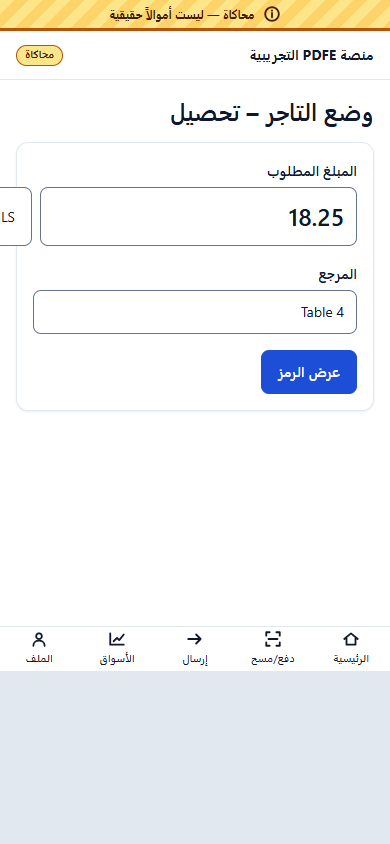 محاكاة — ليست أموالاً حقيقية
منصة PDFE التجريبية
محاكاة
وضع التاجر – تحصيل
المبلغ المطلوب
18.25
LS
المرجع
Table 4
عرض الرمز
الرئيسية
دفع/مسح
إرسال
الأسواق
الملف